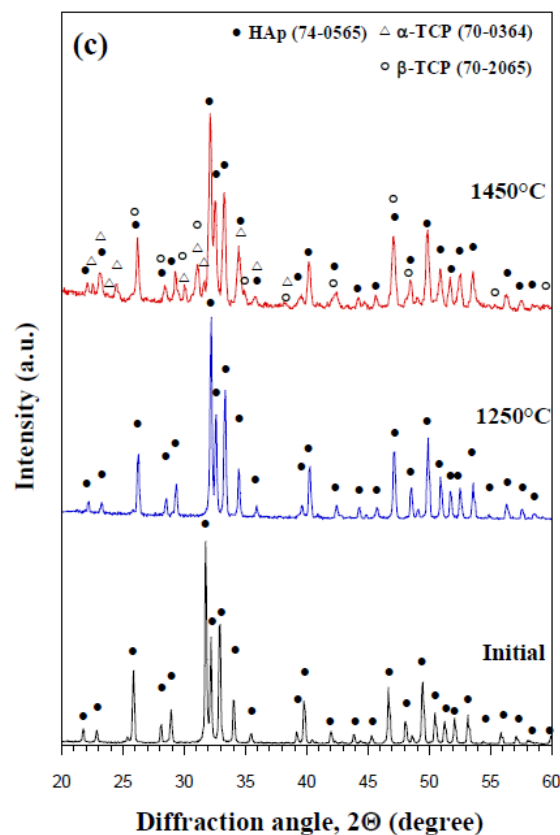 (c)
● HAp (74-0565) △ α-TCP (70-0364)
○ β-TCP (70-2065)
1450°C
1250°C
Initial
Intensity (a.u.)
20 25 30 35 40 45 50 55 60
Diffraction angle, 2Θ (degree)